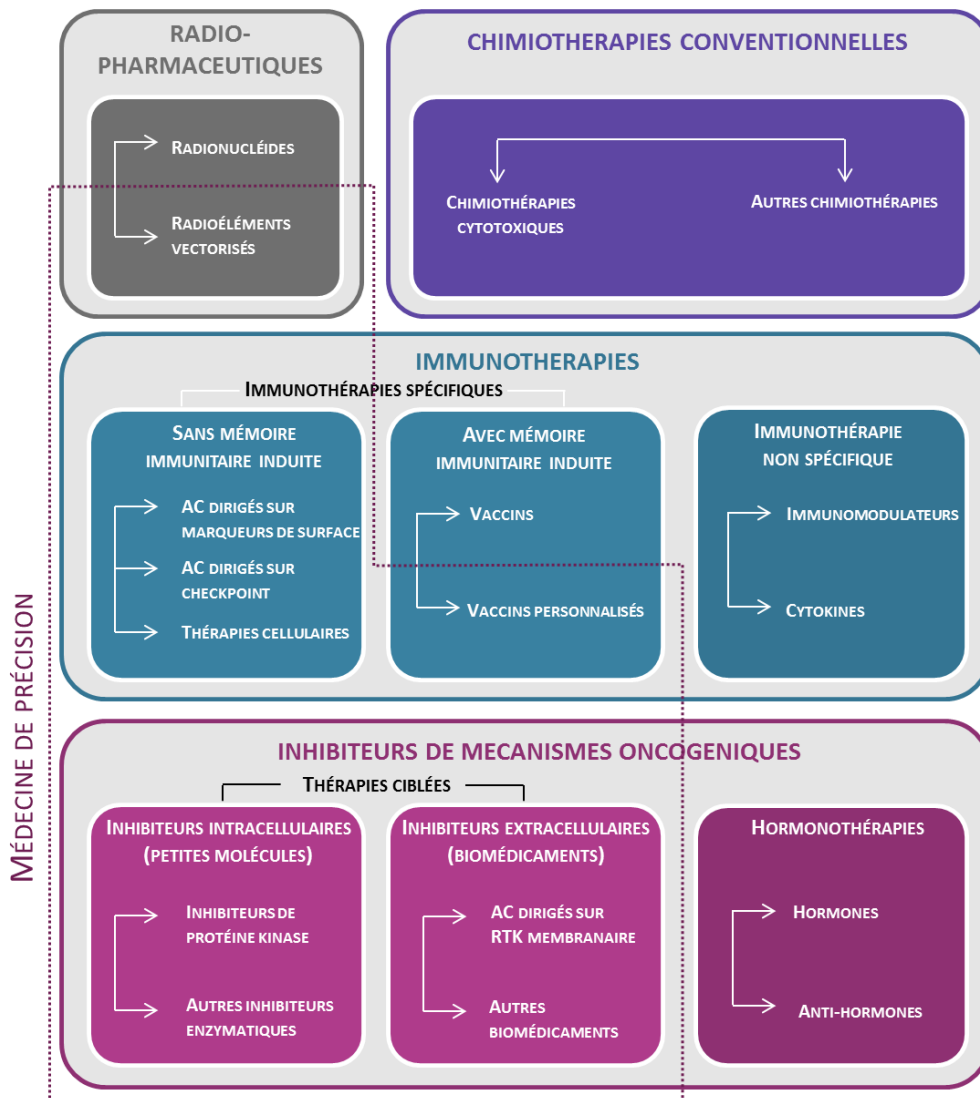 RADIO-
PHARMACEUTIQUES
RADIONUCLÉIDES
RADIOÉLÉMENTS
VECTORISÉS
CHIMIOTHERAPIES CONVENTIONNELLES
CHIMIOTHÉRAPIES
CYTOTOXIQUES
AUTRES CHIMIOTHÉRAPIES
IMMUNOTHERAPIES
IMMUNOTHÉRAPIES SPÉCIFIQUES
SANS MÉMOIRE
IMMUNITAIRE INDUITE
AC DIRIGÉS SUR
MARQUEURS DE SURFACE
AC DIRIGÉS SUR
CHECKPOINT
THÉRAPIES CELLULAIRES
AVEC MÉMOIRE
IMMUNITAIRE INDUITE
VACCINS
VACCINS PERSONNALISÉS
IMMUNOTHÉRAPIE
NON SPÉCIFIQUE
IMMUNOMODULATEURS
CYTOKINES
MÉDECINE DE PRÉCISION
INHIBITEURS DE MECANISMES ONCOGENIQUES
THÉRAPIES CIBLÉES
INHIBITEURS INTRACELLULAIRES
(PETITES MOLÉCULES)
INHIBITEURS DE
PROTÉINE KINASE
AUTRES INHIBITEURS
ENZYMATIQUES
INHIBITEURS EXTRACELLULAIRES
(BIOMÉDICAMENTS)
AC DIRIGÉS SUR
RTK MEMBRANAIRE
AUTRES
BIOMÉDICAMENTS
HORMONOTHÉRAPIES
HORMONES
ANTI-HORMONES